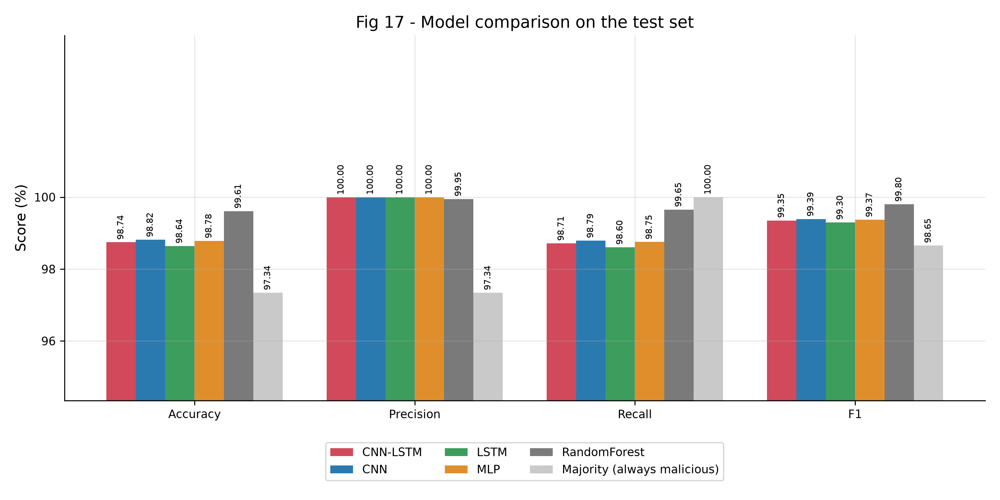 Fig 17 - Model comparison on the test set
Score (%)
100
98
96
98.74
98.82
98.64
98.78
99.61
97.34
100.00
100.00
100.00
100.00
99.95
97.34
98.71
98.79
98.60
98.75
99.65
100.00
99.35
99.39
99.30
99.37
99.80
98.65
Accuracy
Precision
Recall
F1
CNN-LSTM
CNN
LSTM
MLP
RandomForest
Majority (always malicious)